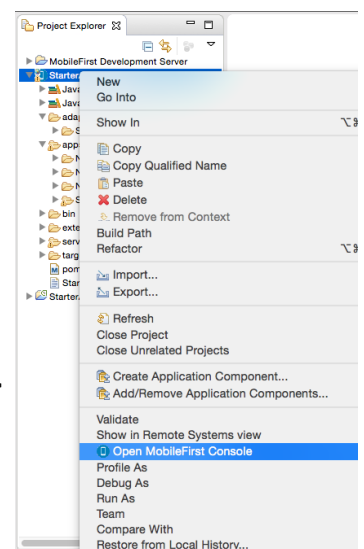 Project Explorer
MobileFirst Development Server
Starter
Java
Java
ada
S
apps
N
N
N
S
bin
exte
serv
targ
pom
Star
Starter
New
Go Into
Show In
Copy
Copy Qualified Name
Paste
Delete
Remove from Context
Build Path
Refactor
Import...
Export...
Refresh
Close Project
Close Unrelated Projects
Create Application Component...
Add/Remove Application Components...
Validate
Show in Remote Systems view
Open MobileFirst Console
Profile As
Debug As
Run As
Team
Compare With
Restore from Local History...